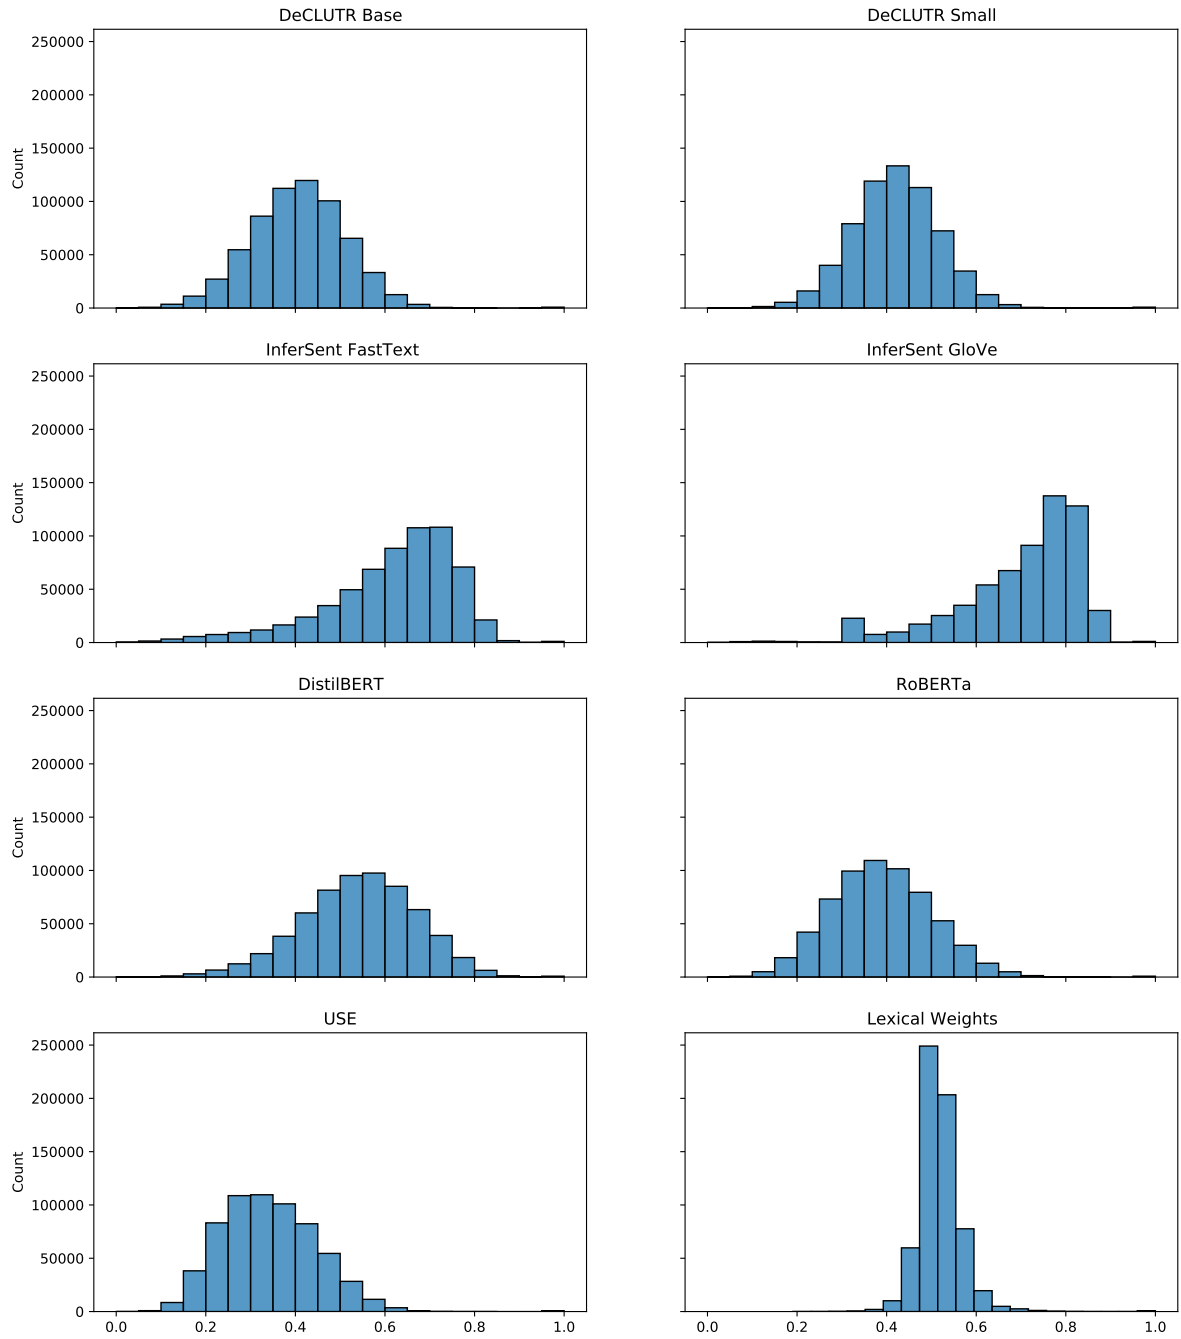 DeCLUTR Base
DeCLUTR Small
250000
200000
150000
100000
50000
0
Count
InferSent FastText
InferSent GloVe
250000
200000
150000
100000
50000
0
Count
DistilBERT
RoBERTa
250000
200000
150000
100000
50000
0
Count
USE
Lexical Weights
250000
200000
150000
100000
50000
0
Count
0.0 0.2 0.4 0.6 0.8 1.0
0.0 0.2 0.4 0.6 0.8 1.0